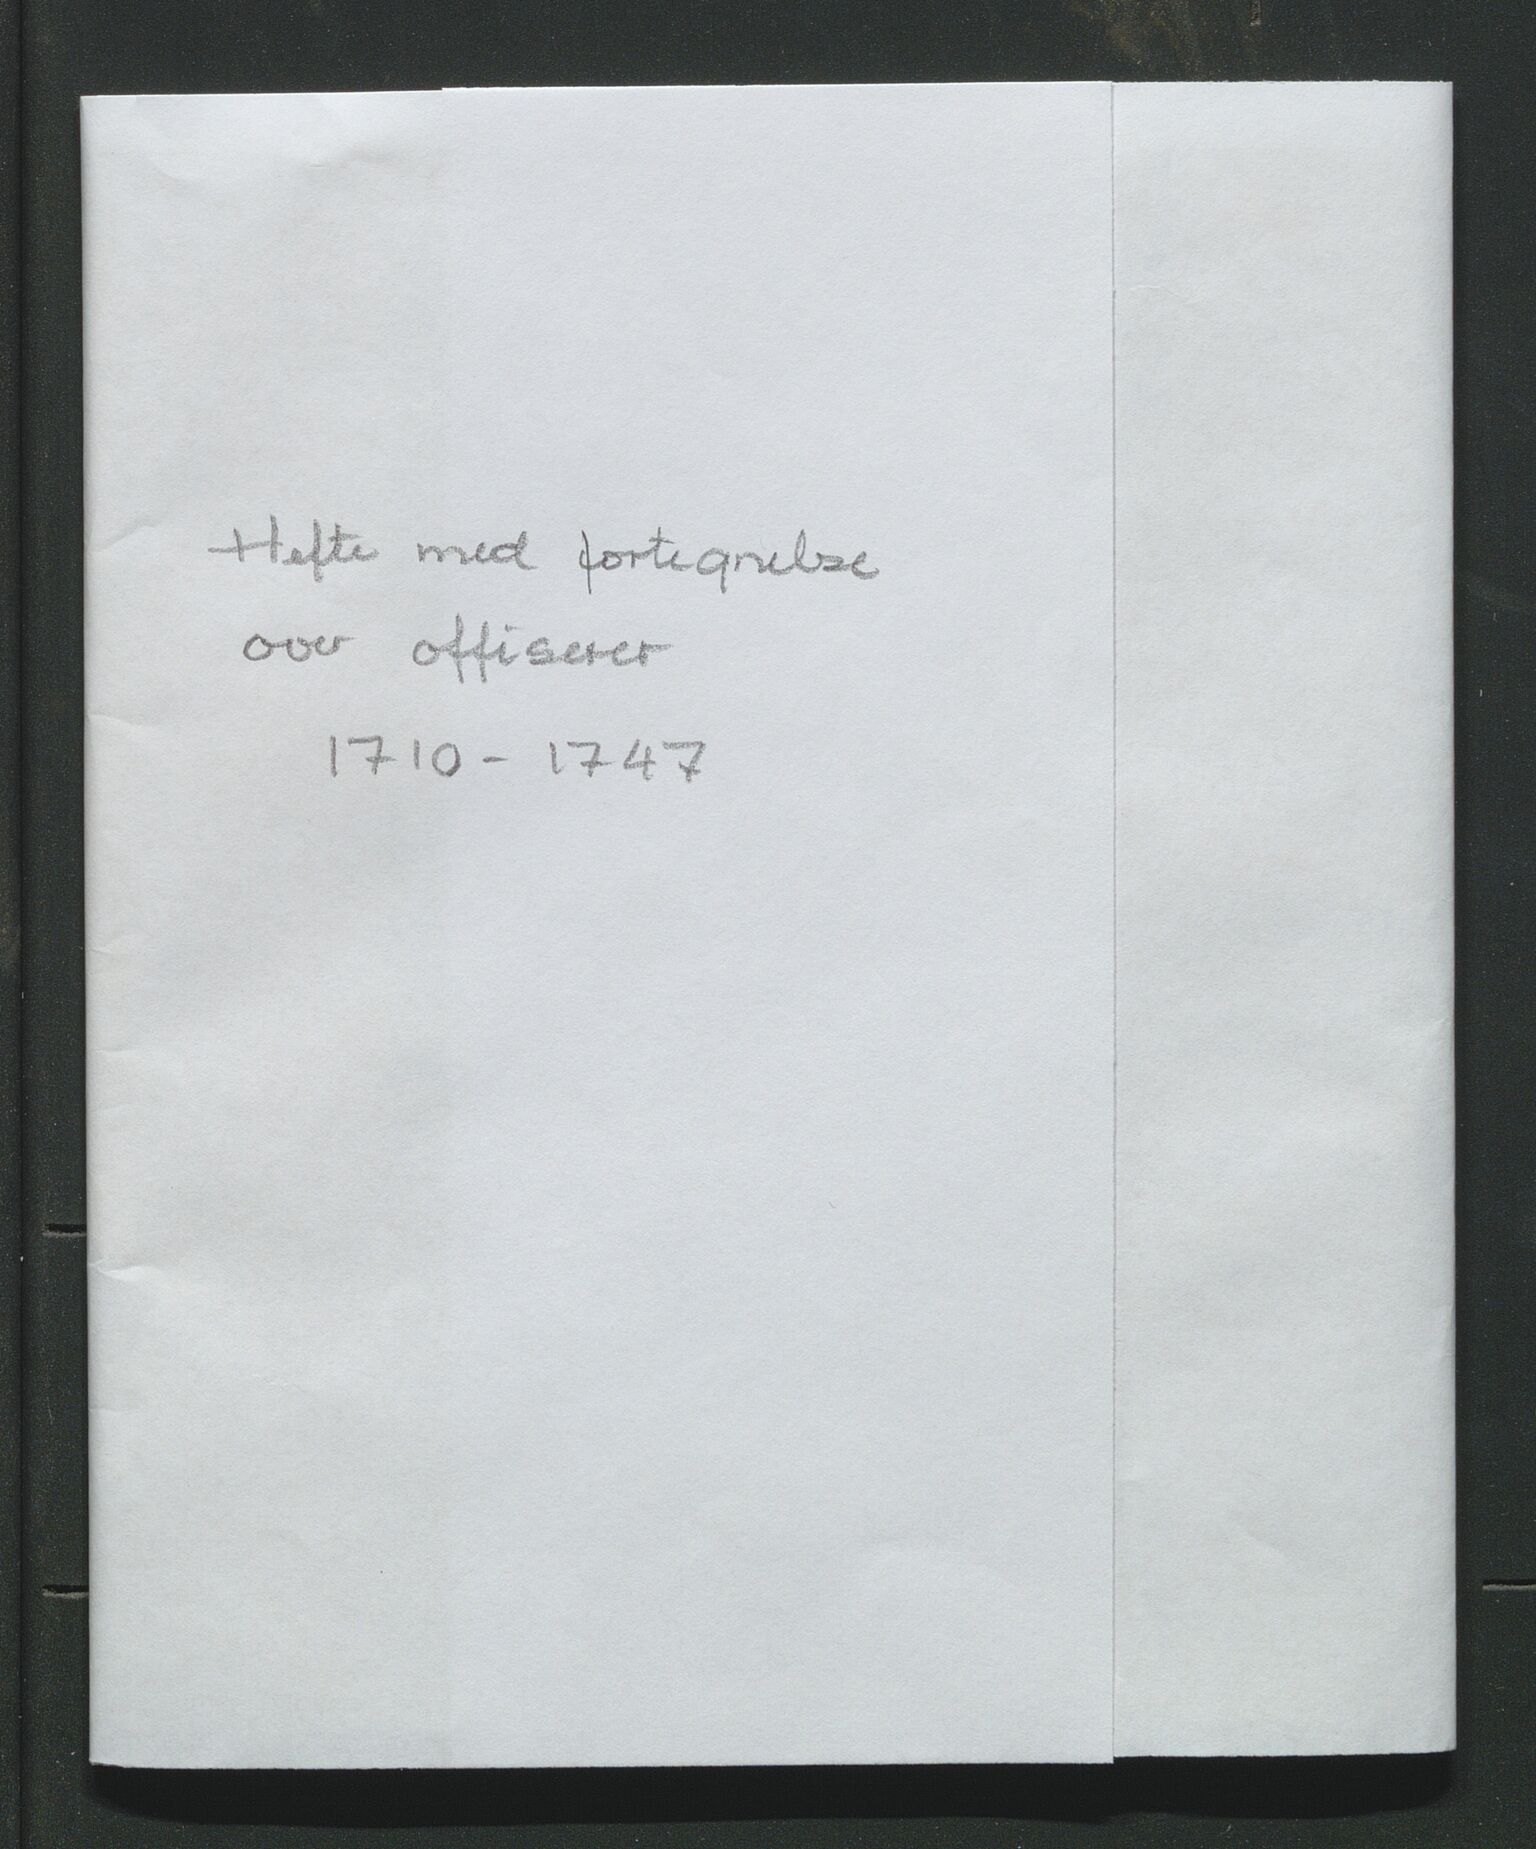 Hefte med fortegnelse
over offiserer
1710 - 1747